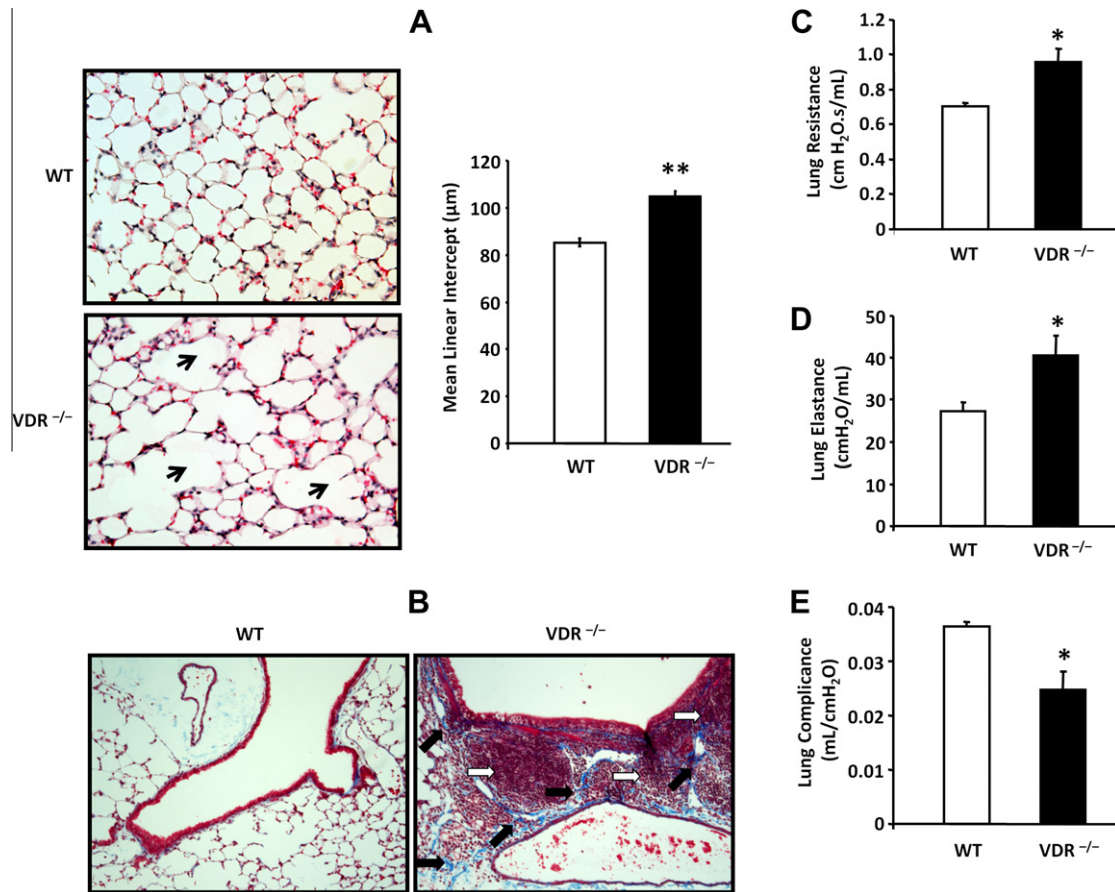 A
WT
VDR −/−
Mean Linear Intercept (µm)
120
100
80
60
40
20
0
**
WT
VDR −/−
B
WT
VDR −/−
C
Lung Resistance
(cm H₂O.s/mL)
1.2
1.0
0.8
0.6
0.4
0.2
0
*
WT
VDR −/−
D
Lung Elastance
(cmH₂O/mL)
50
40
30
20
10
0
*
WT
VDR −/−
E
Lung Complicance
(mL/cmH₂O)
0.04
0.03
0.02
0.01
0.00
*
WT
VDR −/−